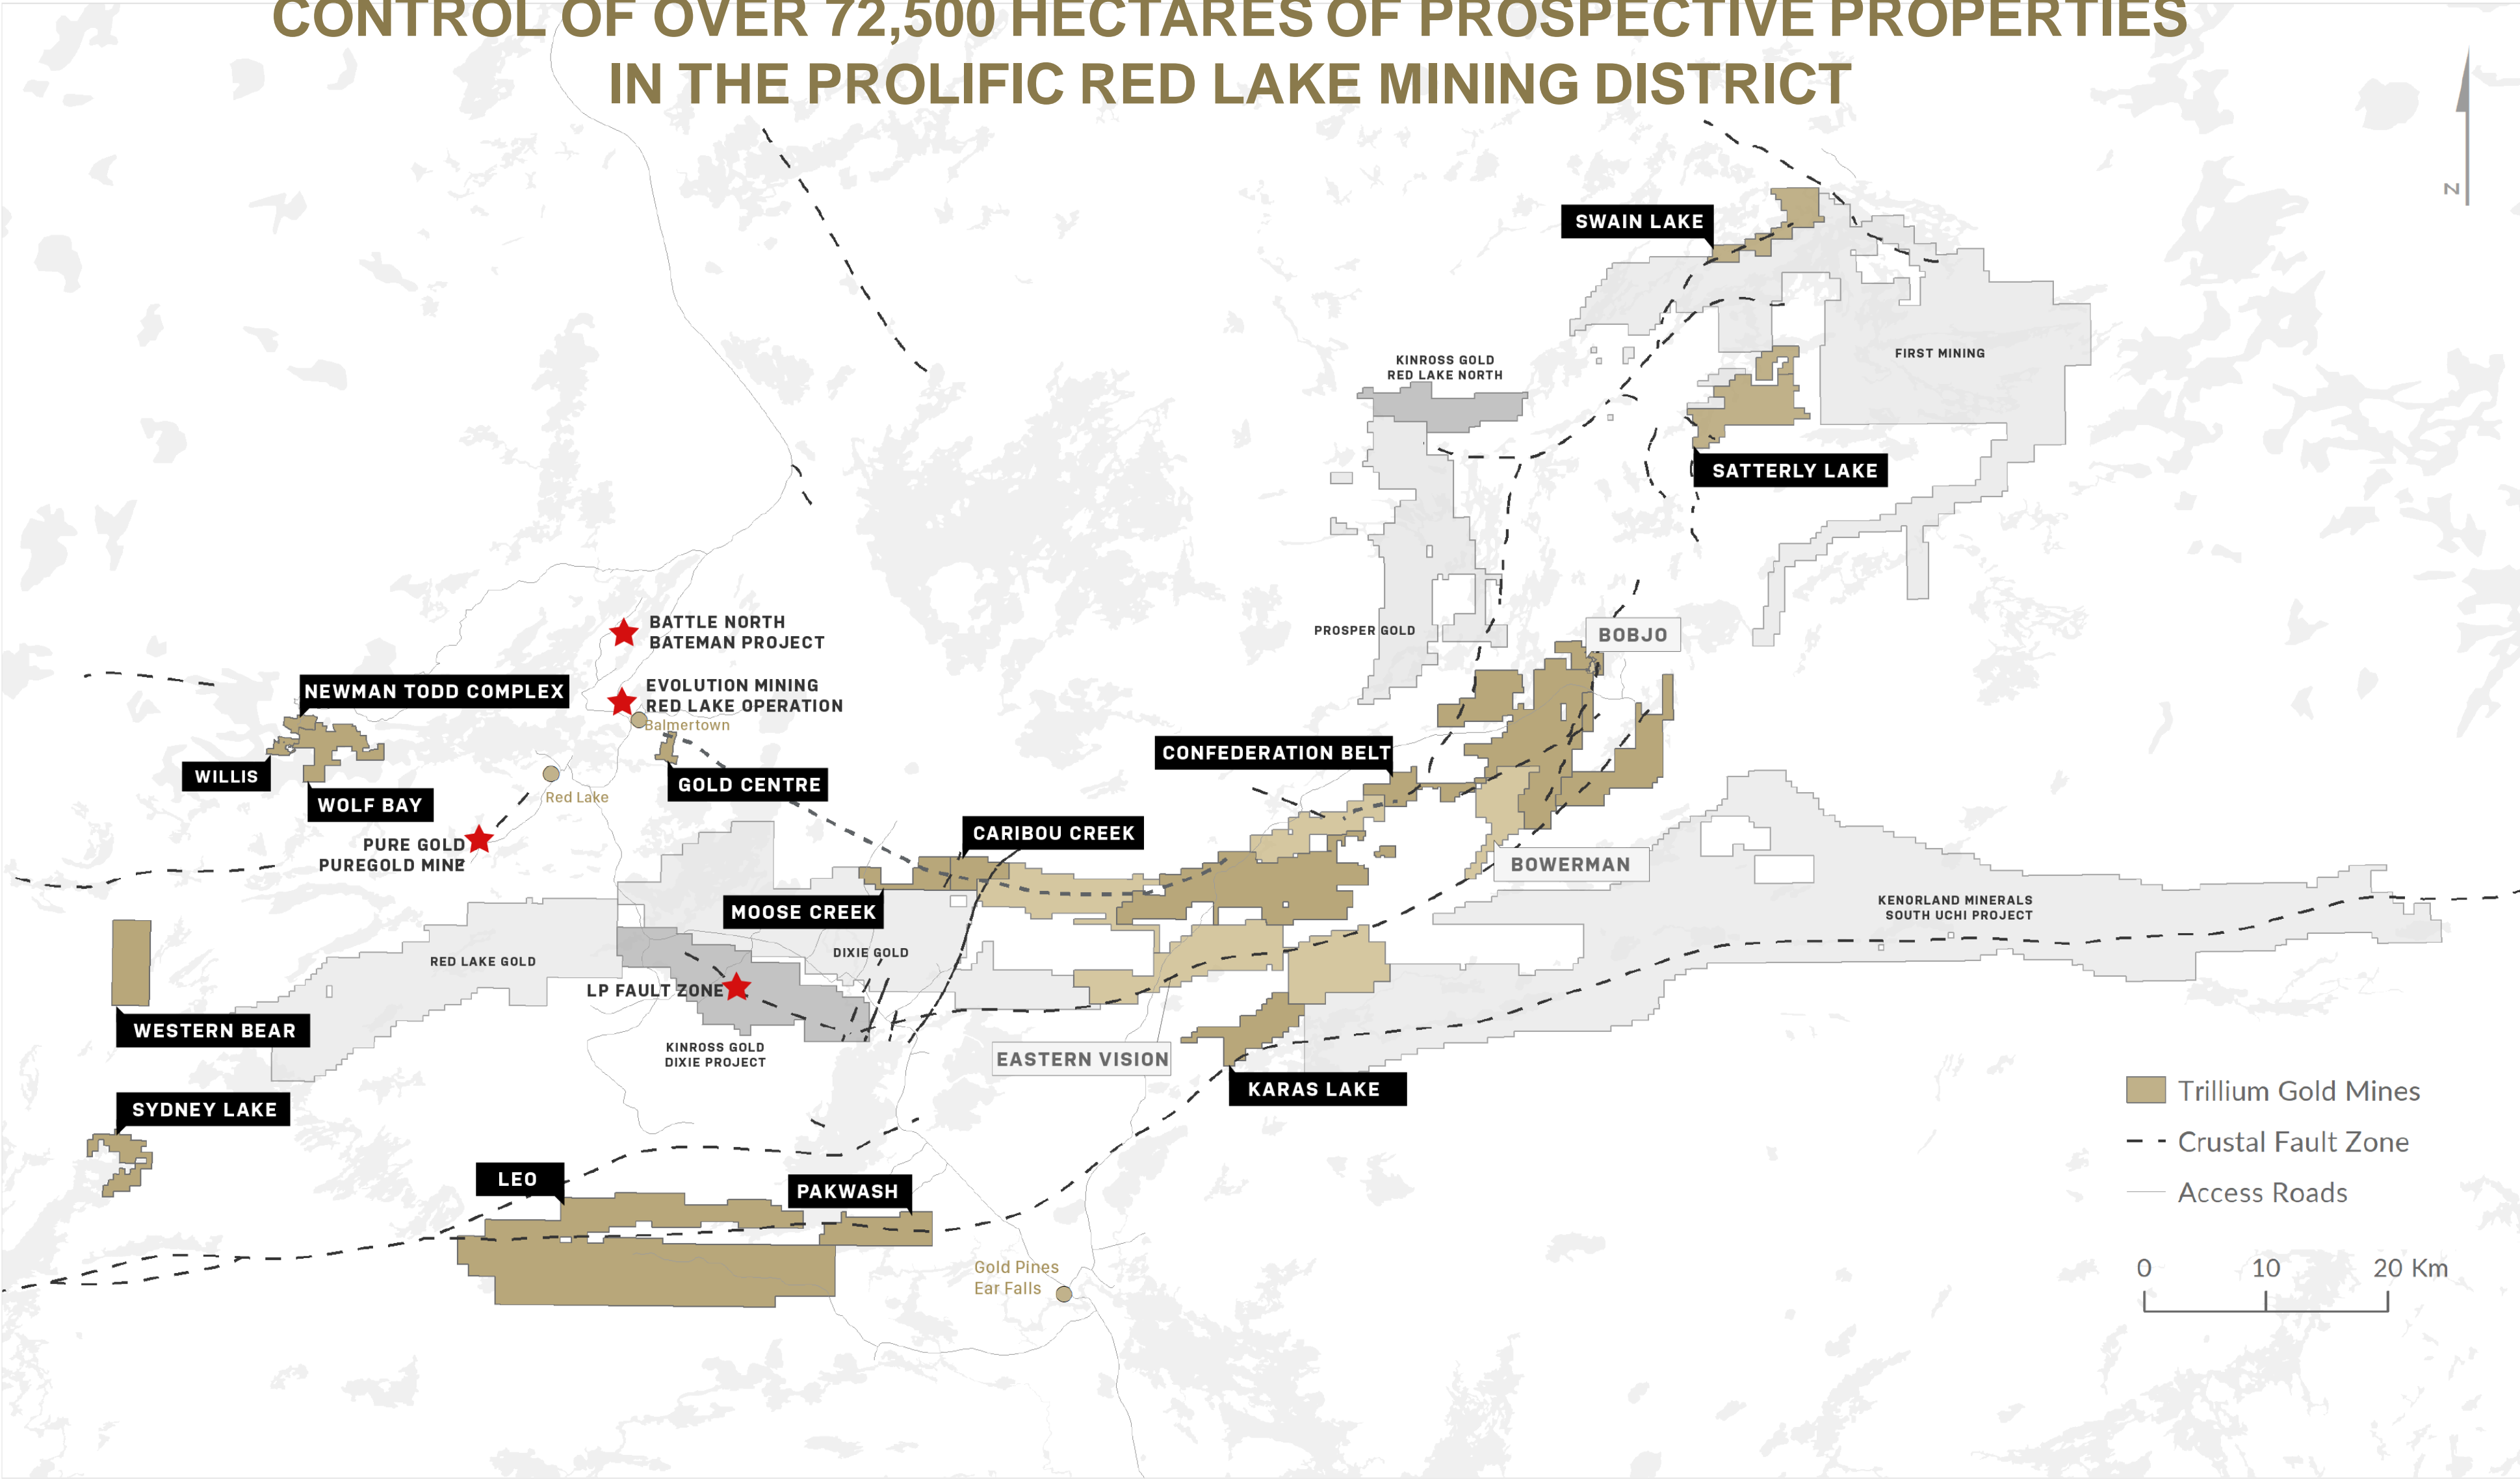 CONTROL OF OVER 72,500 HECTARES OF PROSPECTIVE PROPERTIES
IN THE PROLIFIC RED LAKE MINING DISTRICT
N
SWAIN LAKE
FIRST MINING
KINROSS GOLD
RED LAKE NORTH
SATTERLY LAKE
PROSPER GOLD
BOBJO
BATTLE NORTH
BATEMAN PROJECT
EVOLUTION MINING
RED LAKE OPERATION
Balmertown
NEWMAN TODD COMPLEX
WILLIS
WOLF BAY
GOLD CENTRE
Red Lake
CONFEDERATION BELT
PURE GOLD
PUREGOLD MINE
CARIBOU CREEK
BOWERMAN
MOOSE CREEK
KENORLAND MINERALS
SOUTH UCHI PROJECT
RED LAKE GOLD
DIXIE GOLD
LP FAULT ZONE
WESTERN BEAR
KINROSS GOLD
DIXIE PROJECT
EASTERN VISION
KARAS LAKE
SYDNEY LAKE
LEO
PAKWASH
Gold Pines
Ear Falls
Trillium Gold Mines
Crustal Fault Zone
Access Roads
0 10 20 Km